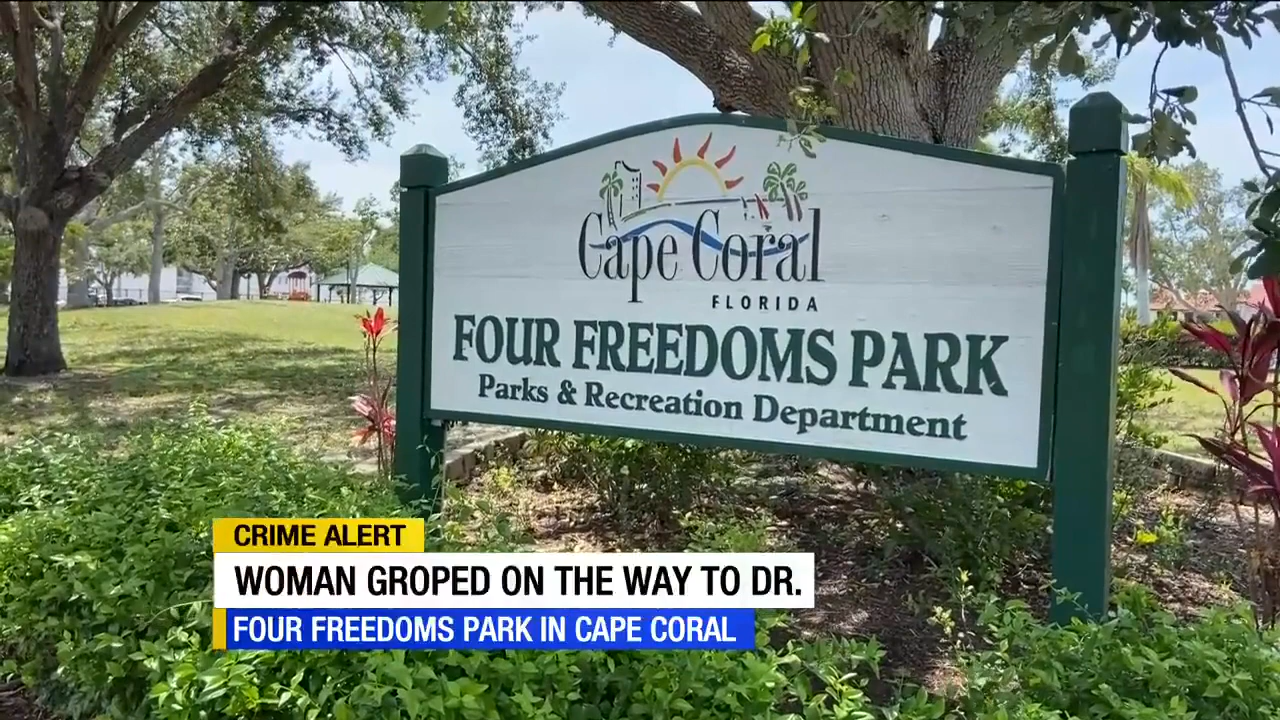 Cape Coral
FLORIDA
FOUR FREEDOMS PARK
Parks & Recreation Department
CRIME ALERT
WOMAN GROPED ON THE WAY TO DR.
FOUR FREEDOMS PARK IN CAPE CORAL